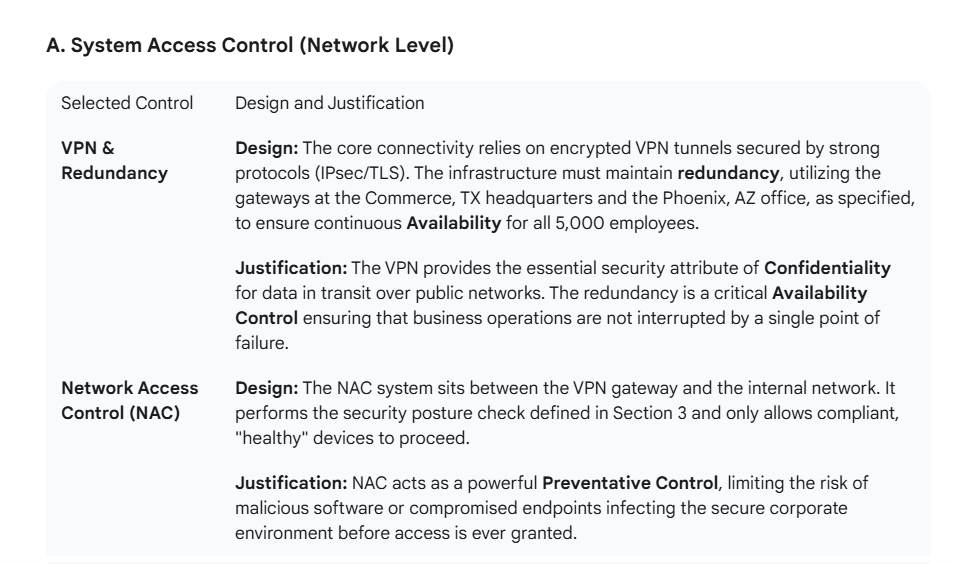 A. System Access Control (Network Level)
Selected Control
Design and Justification
VPN &
Redundancy
Design: The core connectivity relies on encrypted VPN tunnels secured by strong
protocols (IPsec/TLS). The infrastructure must maintain redundancy, utilizing the
gateways at the Commerce, TX headquarters and the Phoenix, AZ office, as specified,
to ensure continuous Availability for all 5,000 employees.
Justification: The VPN provides the essential security attribute of Confidentiality
for data in transit over public networks. The redundancy is a critical Availability
Control ensuring that business operations are not interrupted by a single point of
failure.
Network Access
Control (NAC)
Design: The NAC system sits between the VPN gateway and the internal network. It
performs the security posture check defined in Section 3 and only allows compliant,
"healthy" devices to proceed.
Justification: NAC acts as a powerful Preventative Control, limiting the risk of
malicious software or compromised endpoints infecting the secure corporate
environment before access is ever granted.